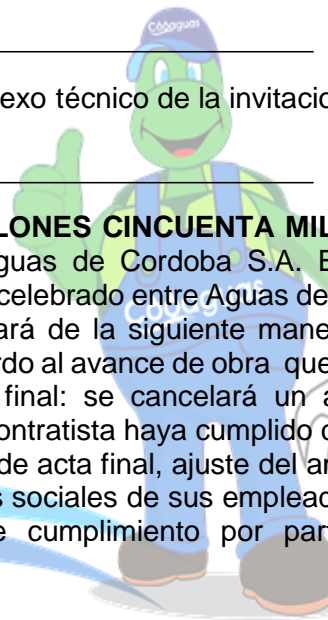 Cooaguas
exo técnico de la invitacio
LONES CINCUENTA MIL
guas de Cordoba S.A. E
celebrado entre Aguas de
ará de la siguiente mane
rdo al avance de obra que
final: se cancelará un a
ontratista haya cumplido c
de acta final, ajuste del a
s sociales de sus emplead
e cumplimiento por part